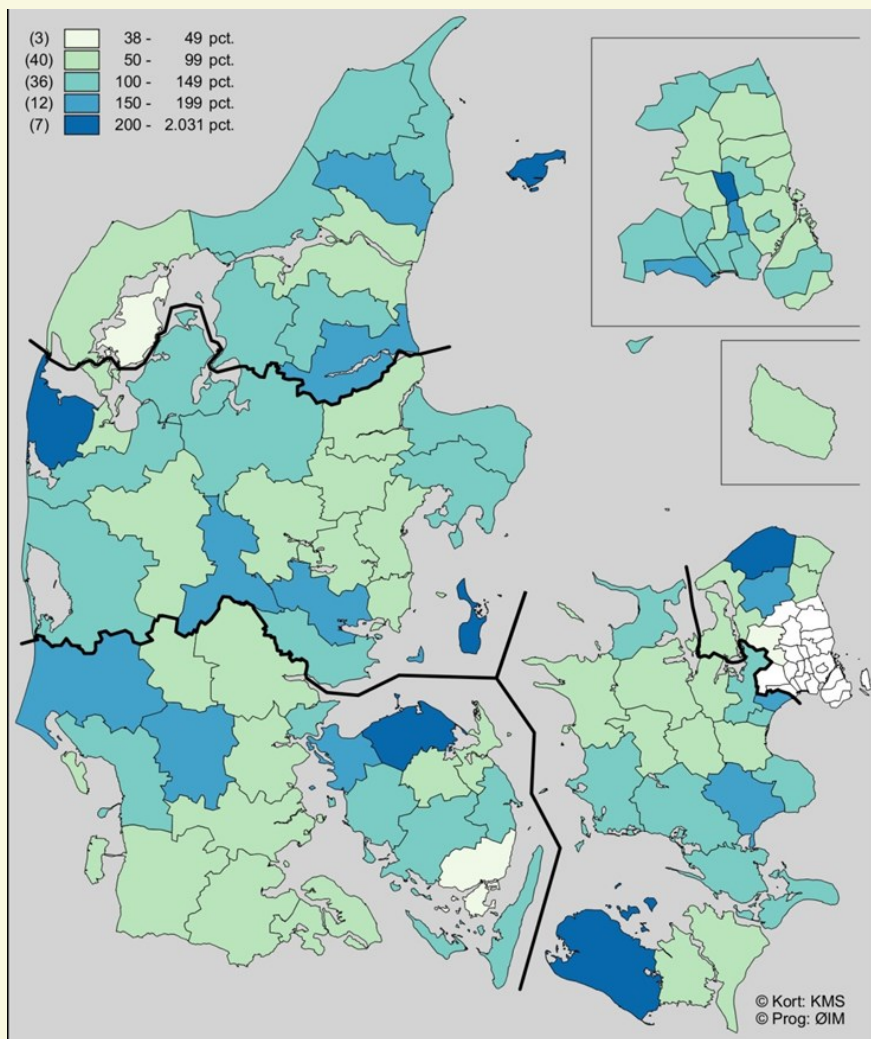 (3) 38 - 49 pct.
(40) 50 - 99 pct.
(36) 100 - 149 pct.
(12) 150 - 199 pct.
(7) 200 - 2.031 pct.
© Kort: KMS
© Prog: ØIM